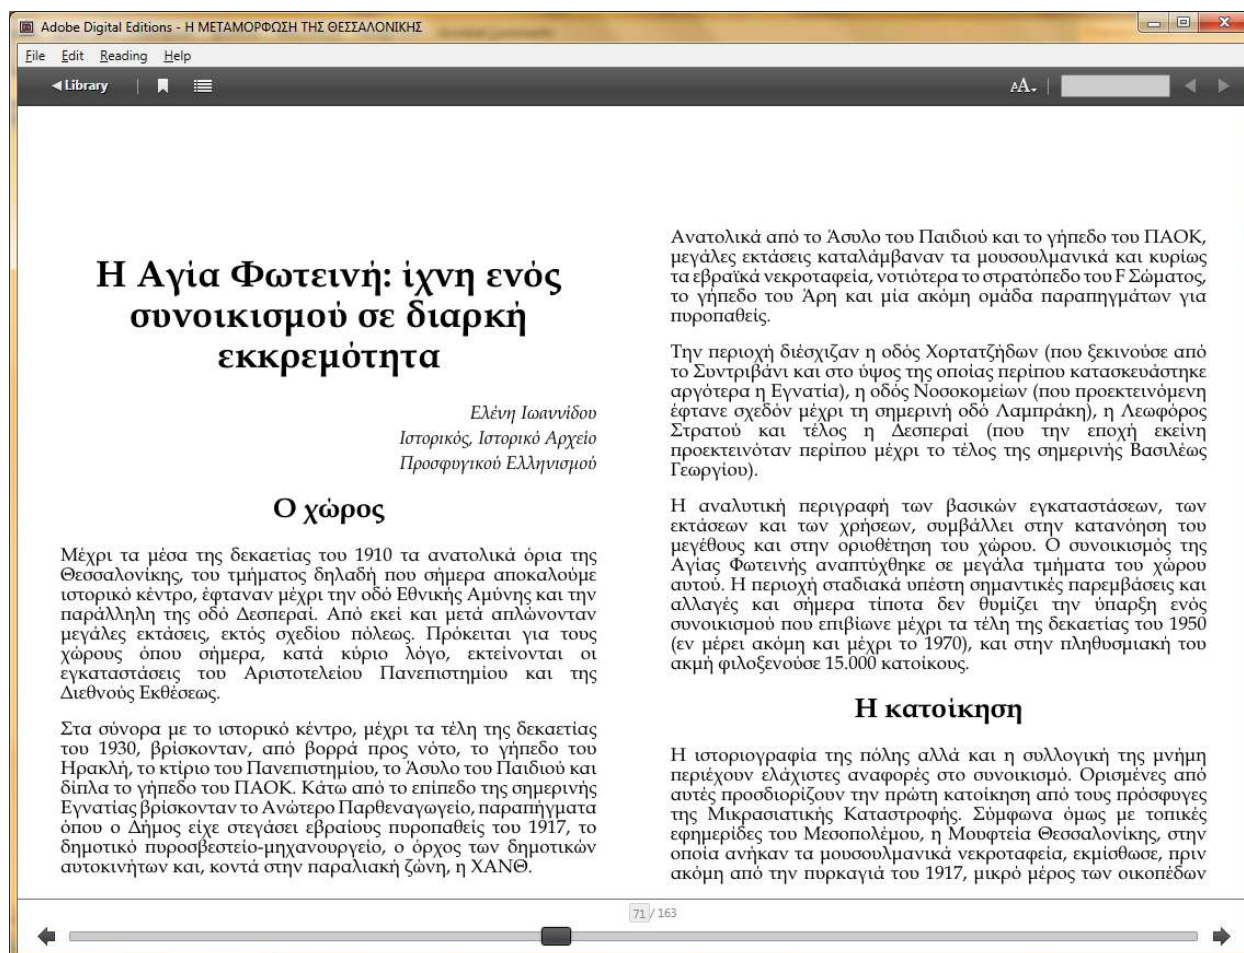 Adobe Digital Editions - Η ΜΕΤΑΜΟΡΦΩΣΗ ΤΗΣ ΘΕΣΣΑΛΟΝΙΚΗΣ
File Edit Reading Help
Library
AA
Η Αγία Φωτεινή: ίχνη ενός
συνοικισμού σε διαρκή
εκκρεμότητα
Ελένη Ιωαννίδου
Ιστορικός, Ιστορικό Αρχείο
Προσφυγικού Ελληνισμού
Ο χώρος
Μέχρι τα μέσα της δεκαετίας του 1910 τα ανατολικά όρια της
Θεσσαλονίκης, του τμήματος δηλαδή που σήμερα αποκαλούμε
ιστορικό κέντρο, έφταναν μέχρι την οδό Εθνικής Αμύνης και την
παράλληλη της οδό Δεσπεραί. Από εκεί και μετά απλώνονταν
μεγάλες εκτάσεις, εκτός σχεδίου πόλεως. Πρόκειται για τους
χώρους όπου σήμερα, κατά κύριο λόγο, εκτείνονται οι
εγκαταστάσεις του Αριστοτελείου Πανεπιστημίου και της
Διεθνούς Εκθέσεως.
Στα σύνορα με το ιστορικό κέντρο, μέχρι τα τέλη της δεκαετίας
του 1930, βρίσκονταν, από βορρά προς νότο, το γήπεδο του
Ηρακλή, το κτίριο του Πανεπιστημίου, το Άσυλο του Παιδιού και
δίπλα το γήπεδο του ΠΑΟΚ. Κάτω από το επίπεδο της σημερινής
Εγνατίας βρίσκονταν το Ανώτερο Παρθεναγωγείο, παραπήγματα
όπου ο Δήμος είχε στεγάσει εβραίους πυροπαθείς του 1917, το
δημοτικό πυροσβεστείο-μηχανουργείο, ο όρχος των δημοτικών
αυτοκινήτων και, κοντά στην παραλιακή ζώνη, η ΧΑΝΘ.
Ανατολικά από το Άσυλο του Παιδιού και το γήπεδο του ΠΑΟΚ,
μεγάλες εκτάσεις καταλάμβαναν τα μουσουλμανικά και κυρίως
τα εβραϊκά νεκροταφεία, νοτιότερα το στρατόπεδο του F Σώματος,
το γήπεδο του Άρη και μία ακόμη ομάδα παραπηγμάτων για
πυροπαθείς.
Την περιοχή διέσχιζαν η οδός Χορτατζήδων (που ξεκινούσε από
το Συντριβάνι και στο ύψος της οποίας περίπου κατασκευάστηκε
αργότερα η Εγνατία), η οδός Νοσοκομείων (που προεκτεινόμενη
έφτανε σχεδόν μέχρι τη σημερινή οδό Λαμπράκη), η Λεωφόρος
Στρατού και τέλος η Δεσπεραί (που την εποχή εκείνη
προεκτεινόταν περίπου μέχρι το τέλος της σημερινής Βασιλέως
Γεωργίου).
Η αναλυτική περιγραφή των βασικών εγκαταστάσεων, των
εκτάσεων και των χρήσεων, συμβάλλει στην κατανόηση του
μεγέθους και στην οριοθέτηση του χώρου. Ο συνοικισμός της
Αγίας Φωτεινής αναπτύχθηκε σε μεγάλα τμήματα του χώρου
αυτού. Η περιοχή σταδιακά υπέστη σημαντικές παρεμβάσεις και
αλλαγές και σήμερα τίποτα δεν θυμίζει την ύπαρξη ενός
συνοικισμού που επιβίωνε μέχρι τα τέλη της δεκαετίας του 1950
(εν μέρει ακόμη και μέχρι το 1970), και στην πληθυσμιακή του
ακμή φιλοξενούσε 15.000 κατοίκους.
Η κατοίκηση
Η ιστοριογραφία της πόλης αλλά και η συλλογική της μνήμη
περιέχουν ελάχιστες αναφορές στο συνοικισμό. Ορισμένες από
αυτές προσδιορίζουν την πρώτη κατοίκηση από τους πρόσφυγες
της Μικρασιατικής Καταστροφής. Σύμφωνα όμως με τοπικές
εφημερίδες του Μεσοπολέμου, η Μουφτεία Θεσσαλονίκης, στην
οποία ανήκαν τα μουσουλμανικά νεκροταφεία, εκμίσθωσε, πριν
ακόμη από την πυρκαγιά του 1917, μικρό μέρος των οικοπέδων
71 / 163